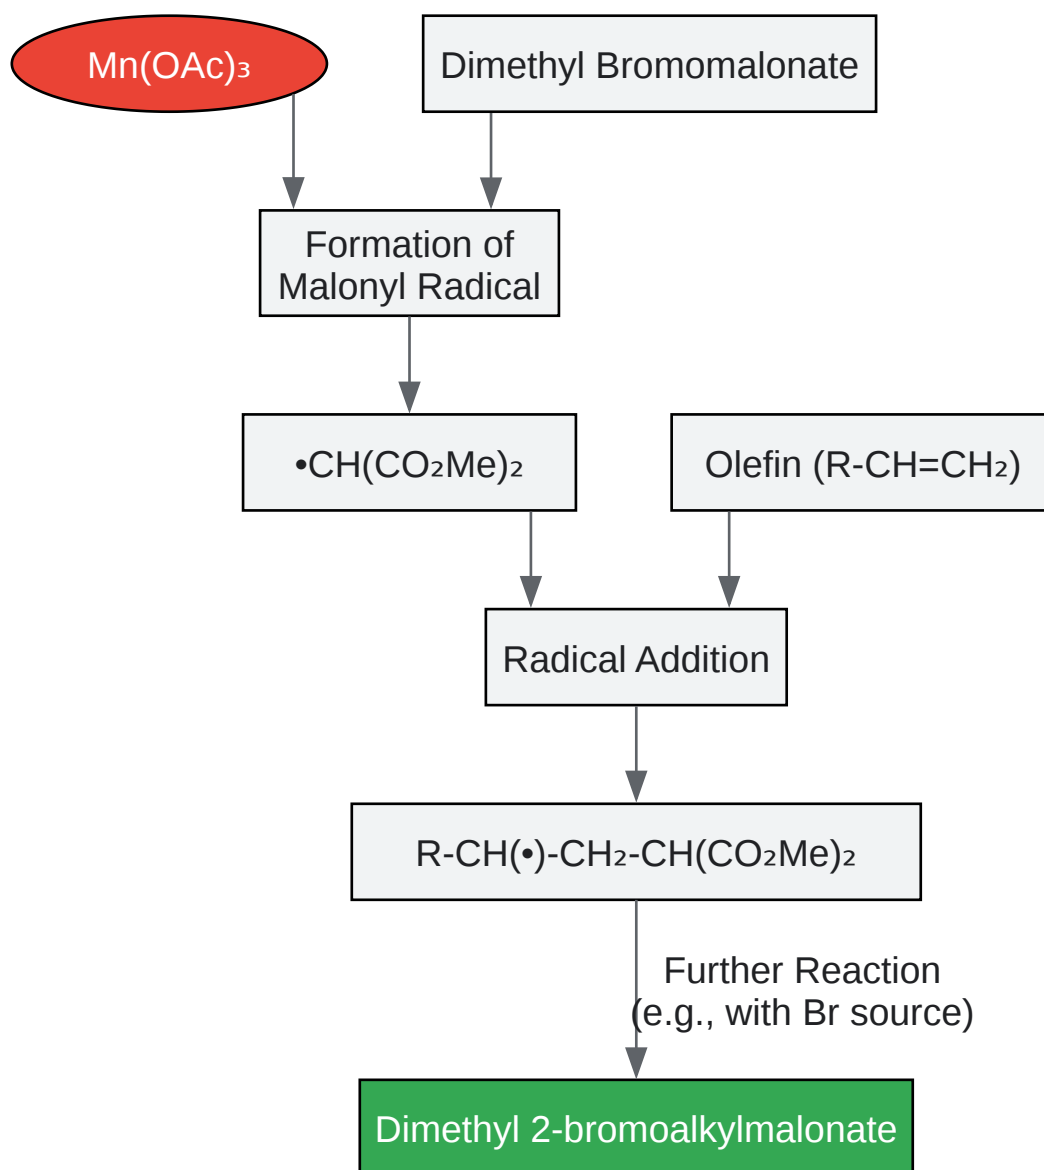 Mn(OAc)₃
Dimethyl Bromomalonate
Formation of
Malonyl Radical
•CH(CO₂Me)₂
Olefin (R-CH=CH₂)
Radical Addition
R-CH(•)-CH₂-CH(CO₂Me)₂
Further Reaction
(e.g., with Br source)
Dimethyl 2-bromoalkylmalonate